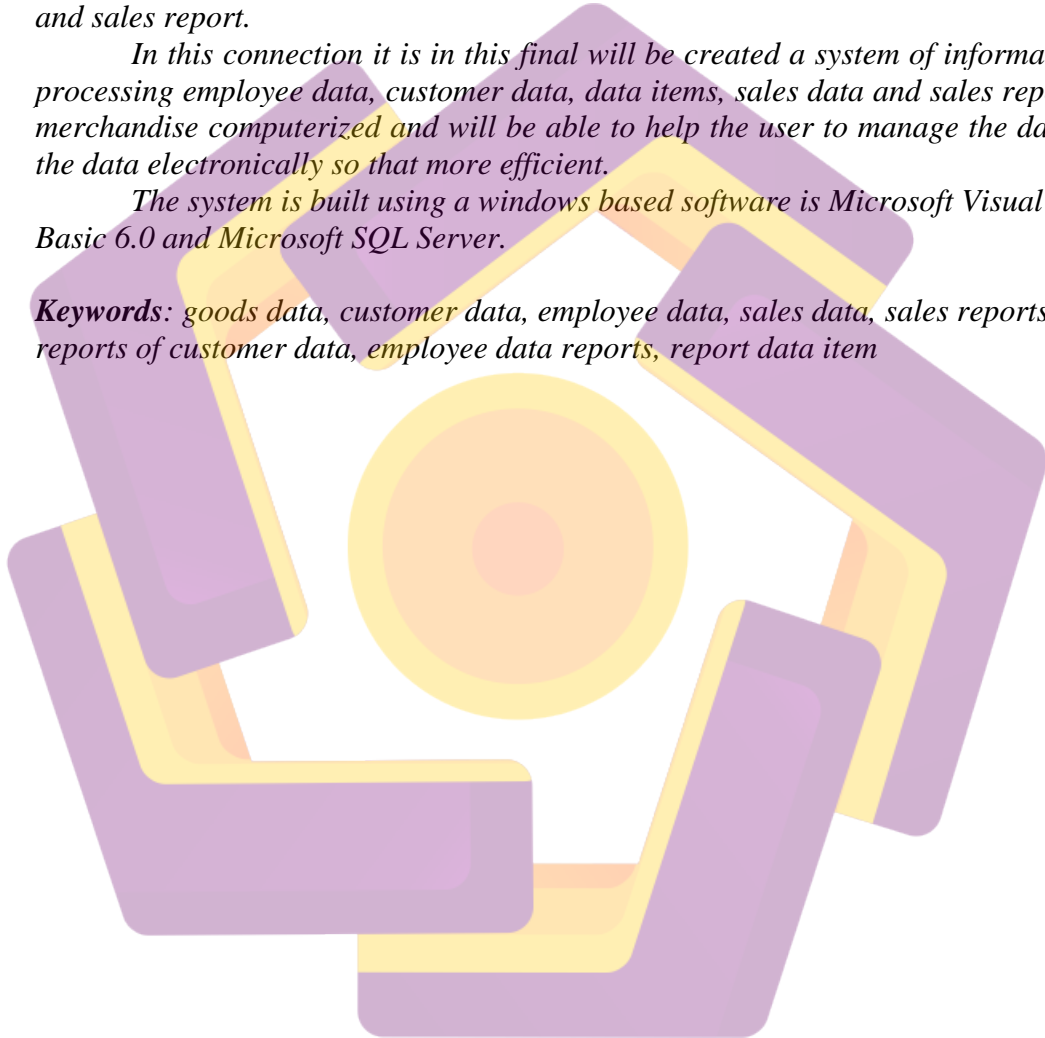 and sales report.
In this connection it is in this final will be created a system of informa
processing employee data, customer data, data items, sales data and sales rep
merchandise computerized and will be able to help the user to manage the da
the data electronically so that more efficient.
The system is built using a windows based software is Microsoft Visual
Basic 6.0 and Microsoft SQL Server.
Keywords: goods data, customer data, employee data, sales data, sales reports
reports of customer data, employee data reports, report data item